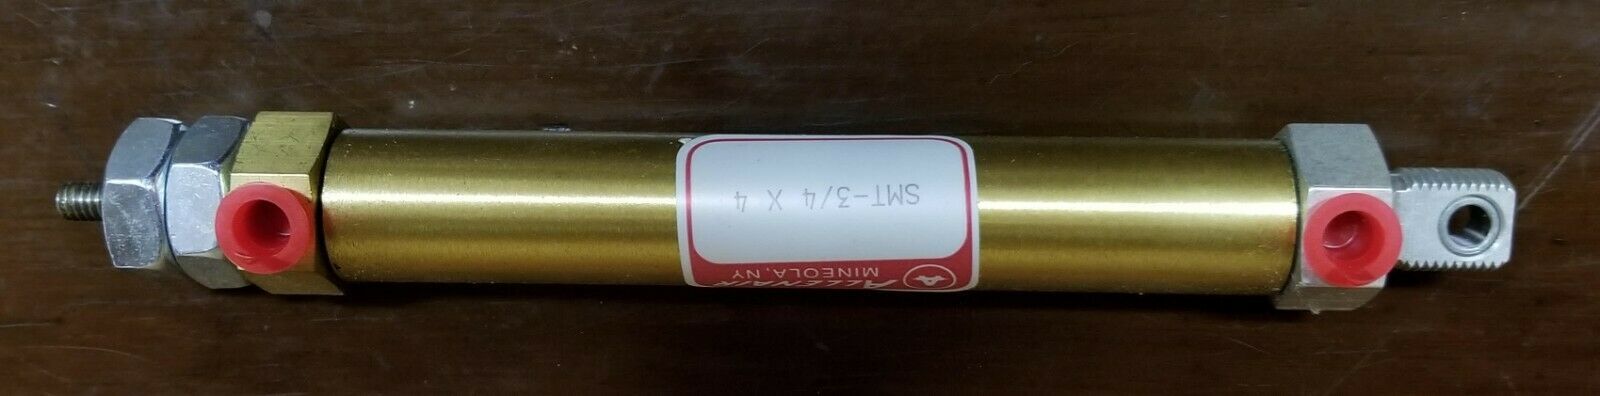 ALLENAIR
MINEOLA, NY
SMT-3/4 X 4